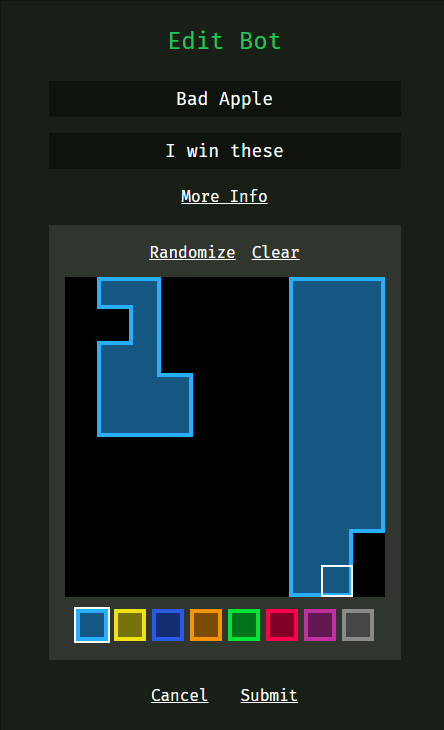 Edit Bot
Bad Apple
I win these
More Info
Randomize Clear
Cancel Submit